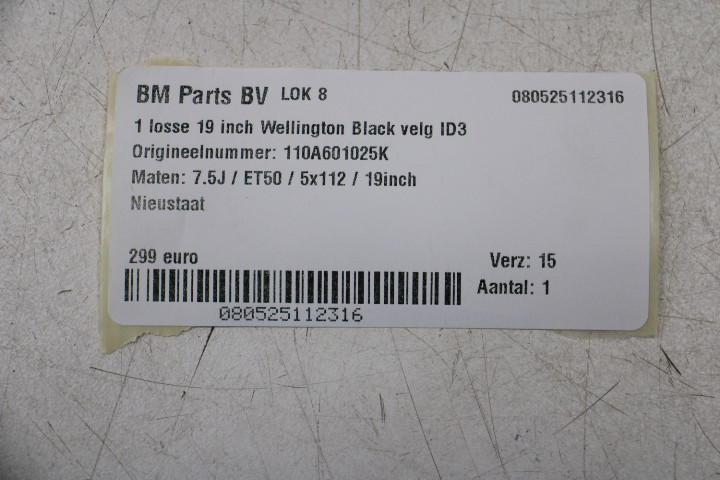 BM Parts BV LOK 8 080525112316
1 losse 19 inch Wellington Black velg ID3
Origineelnummer: 110A601025K
Maten: 7.5J / ET50 / 5x112 / 19inch
Nieustaat
299 euro Verz: 15
Aantal: 1
080525112316